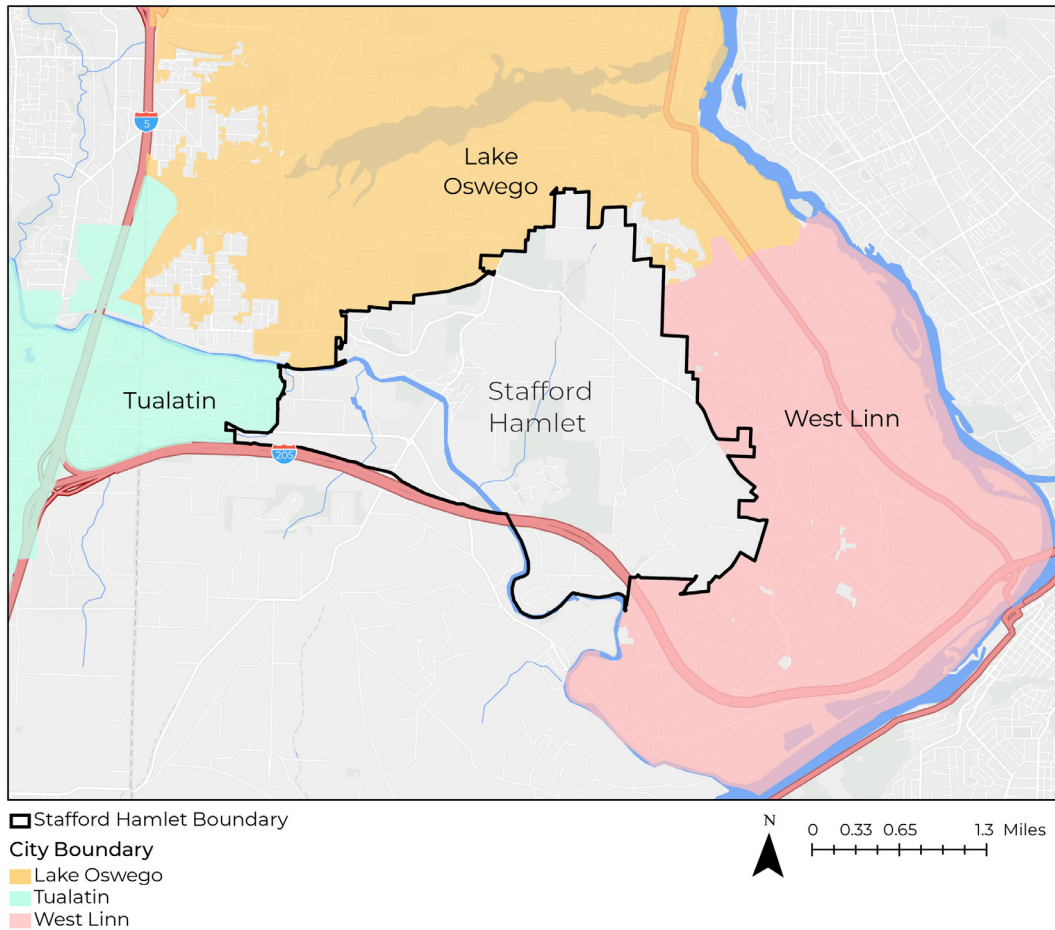 5
Lake
Oswego
Tualatin
Stafford
Hamlet
West Linn
205
Stafford Hamlet Boundary
City Boundary
Lake Oswego
Tualatin
West Linn
N
0 0.33 0.65 1.3 Miles